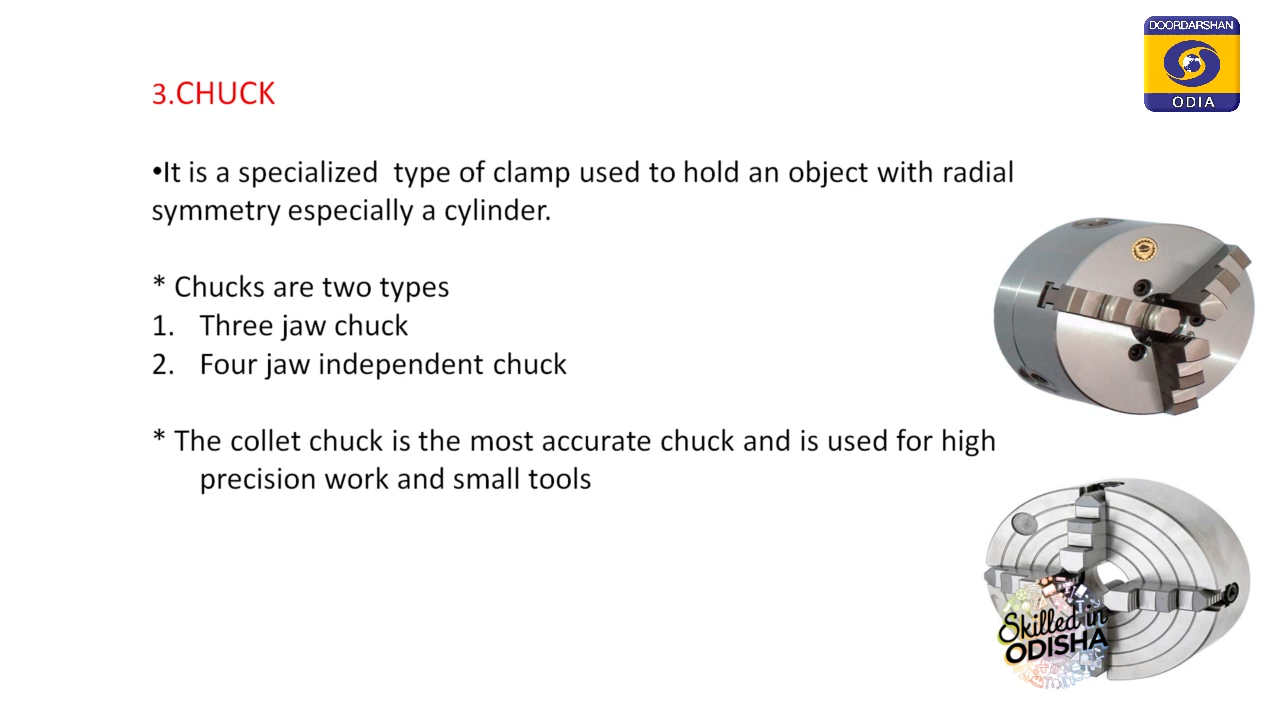 DOORDARSHAN
ODIA
3.CHUCK
•It is a specialized type of clamp used to hold an object with radial
symmetry especially a cylinder.
* Chucks are two types
1. Three jaw chuck
2. Four jaw independent chuck
* The collet chuck is the most accurate chuck and is used for high
precision work and small tools
Skilled in
ODISHA